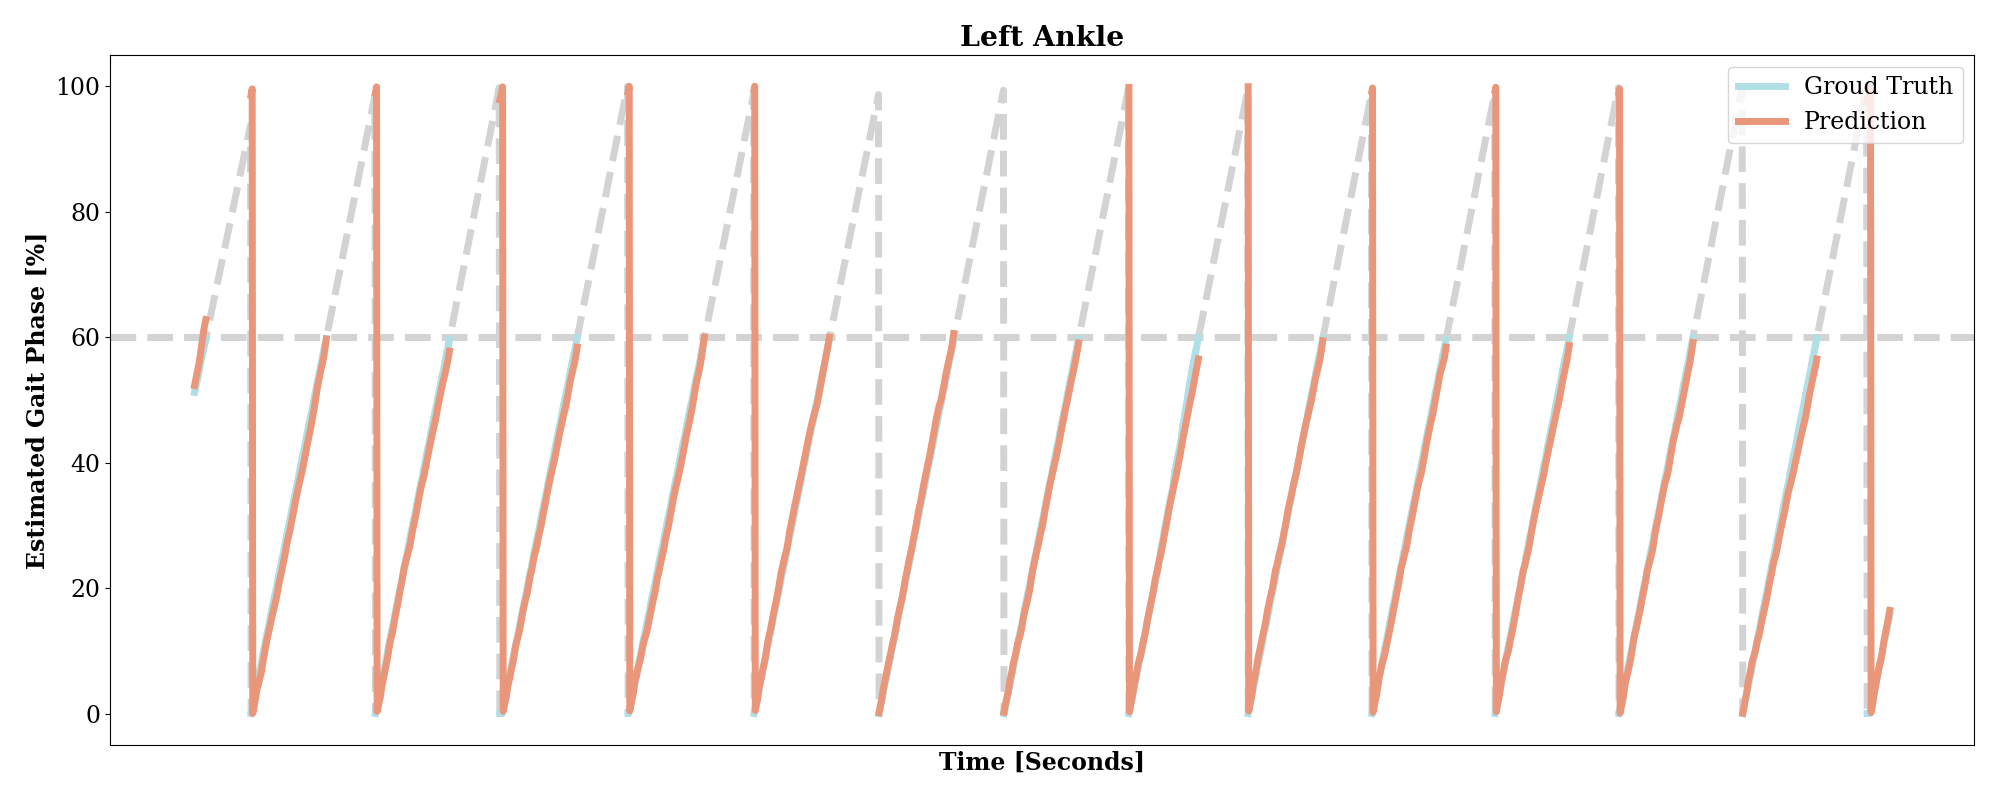 Left Ankle
Groud Truth
Prediction
Estimated Gait Phase [%]
100
80
60
40
20
0
Time [Seconds]